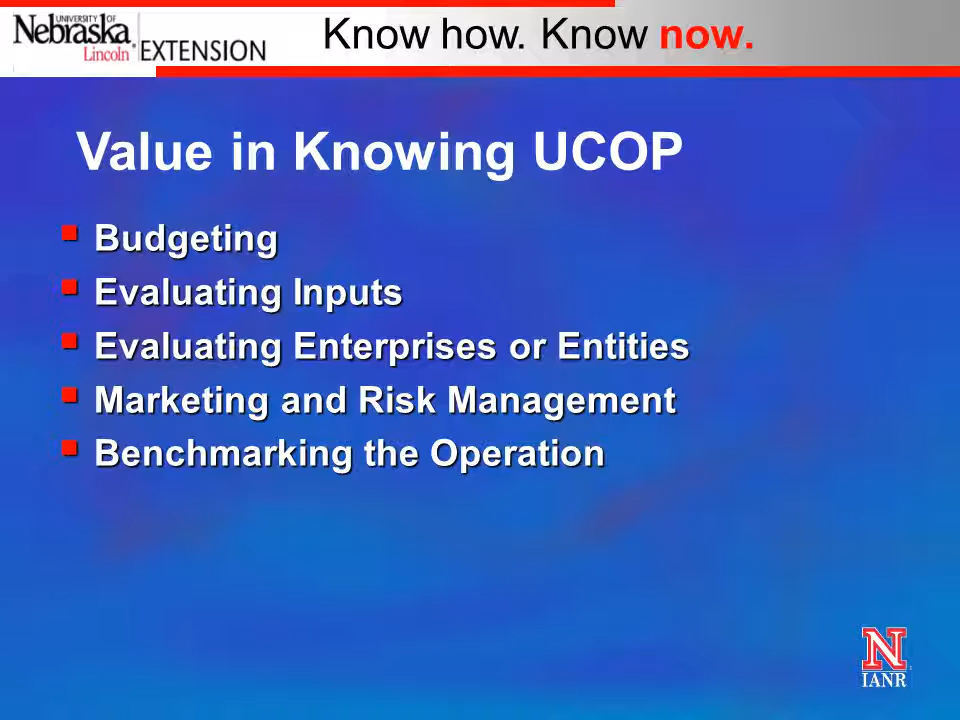 UNIVERSITY OF
Nebraska
Lincoln®
EXTENSION
Know how. Know now.
Value in Knowing UCOP
Budgeting
Evaluating Inputs
Evaluating Enterprises or Entities
Marketing and Risk Management
Benchmarking the Operation
N
IANR